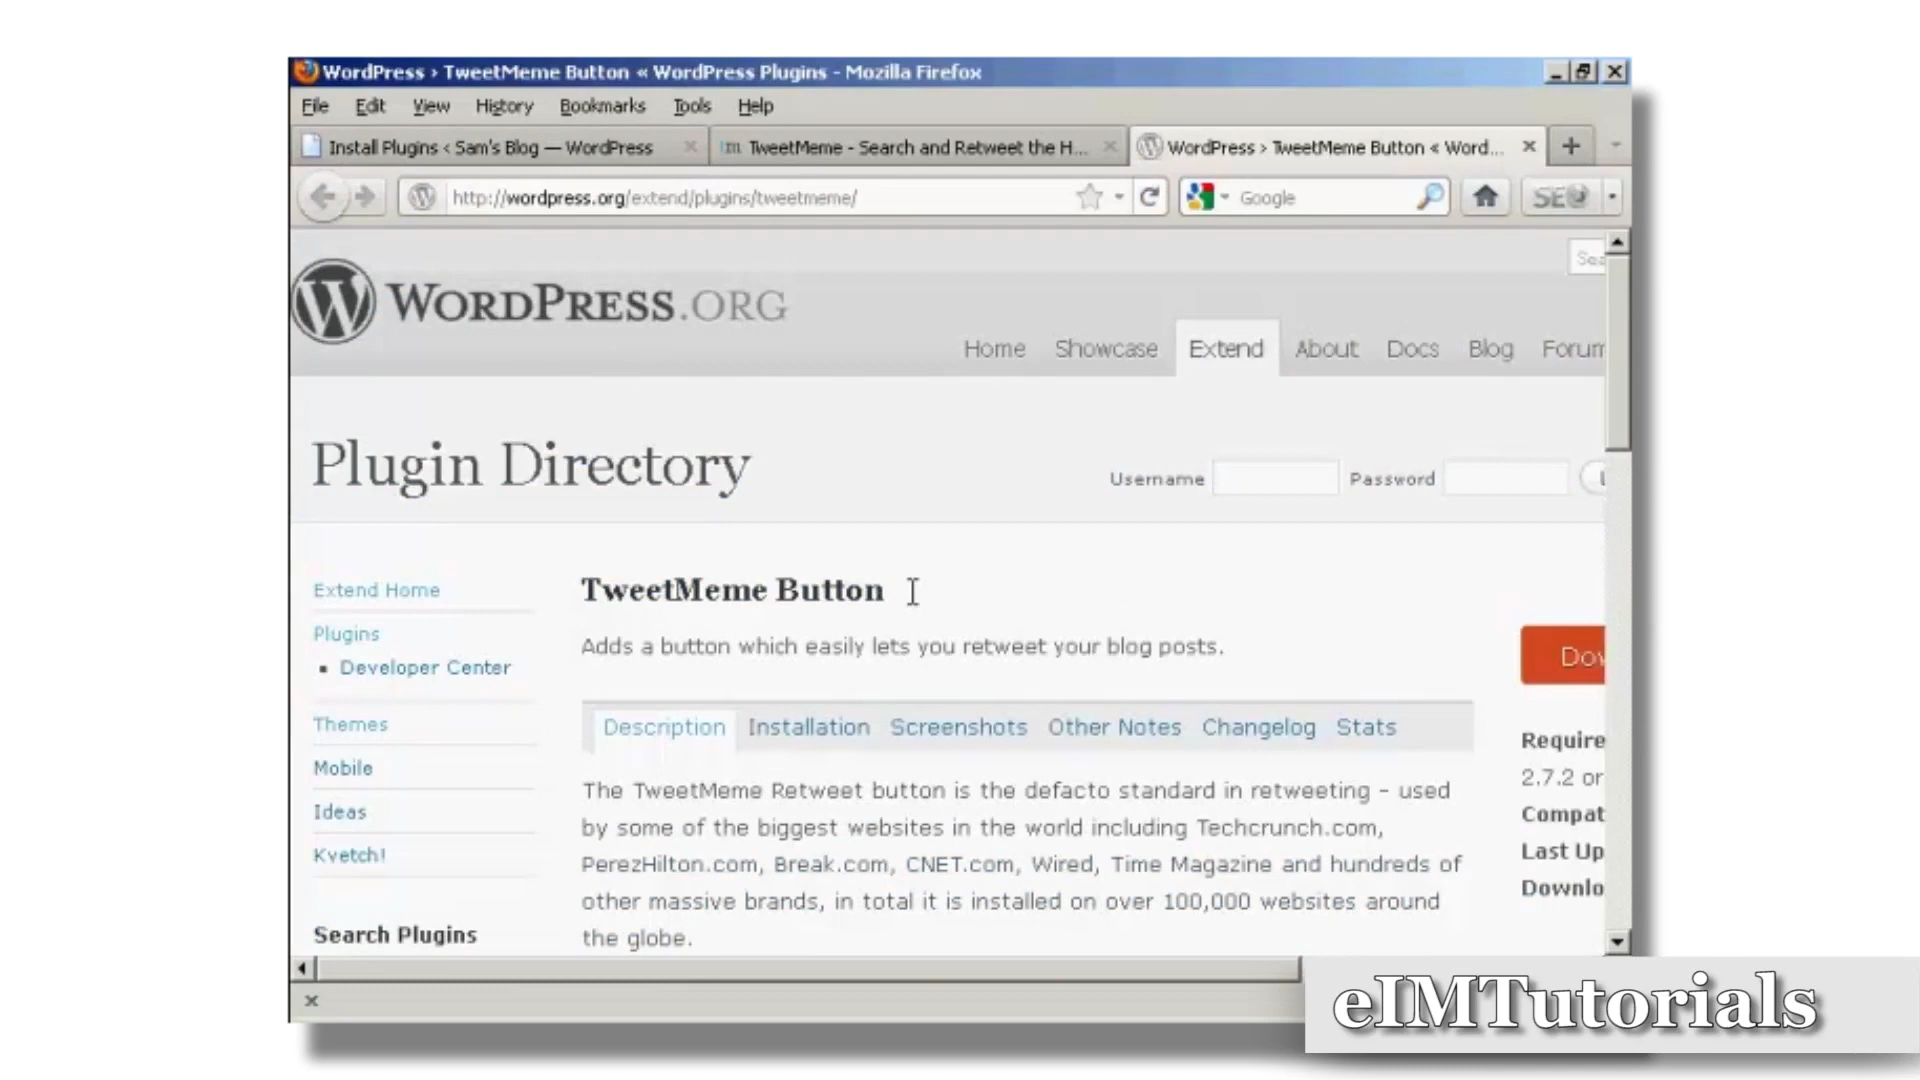 WordPress › TweetMeme Button « WordPress Plugins - Mozilla Firefox
File Edit View History Bookmarks Tools Help
Install Plugins ‹ Sam's Blog — WordPress
TweetMeme - Search and Retweet the H...
WordPress › TweetMeme Button « Word...
http://wordpress.org/extend/plugins/tweetmeme/
Google
SEO
WORDPRESS.ORG
Home Showcase Extend About Docs Blog Forum
Plugin Directory
Username
Password
Extend Home
Plugins
Developer Center
Themes
Mobile
Ideas
Kvetch!
Search Plugins
TweetMeme Button
Adds a button which easily lets you retweet your blog posts.
Description Installation Screenshots Other Notes Changelog Stats
The TweetMeme Retweet button is the defacto standard in retweeting - used
by some of the biggest websites in the world including Techcrunch.com,
PerezHilton.com, Break.com, CNET.com, Wired, Time Magazine and hundreds of
other massive brands, in total it is installed on over 100,000 websites around
the globe.
Require
2.7.2 or
Compat
Last Up
Downlo
eIMTutorials